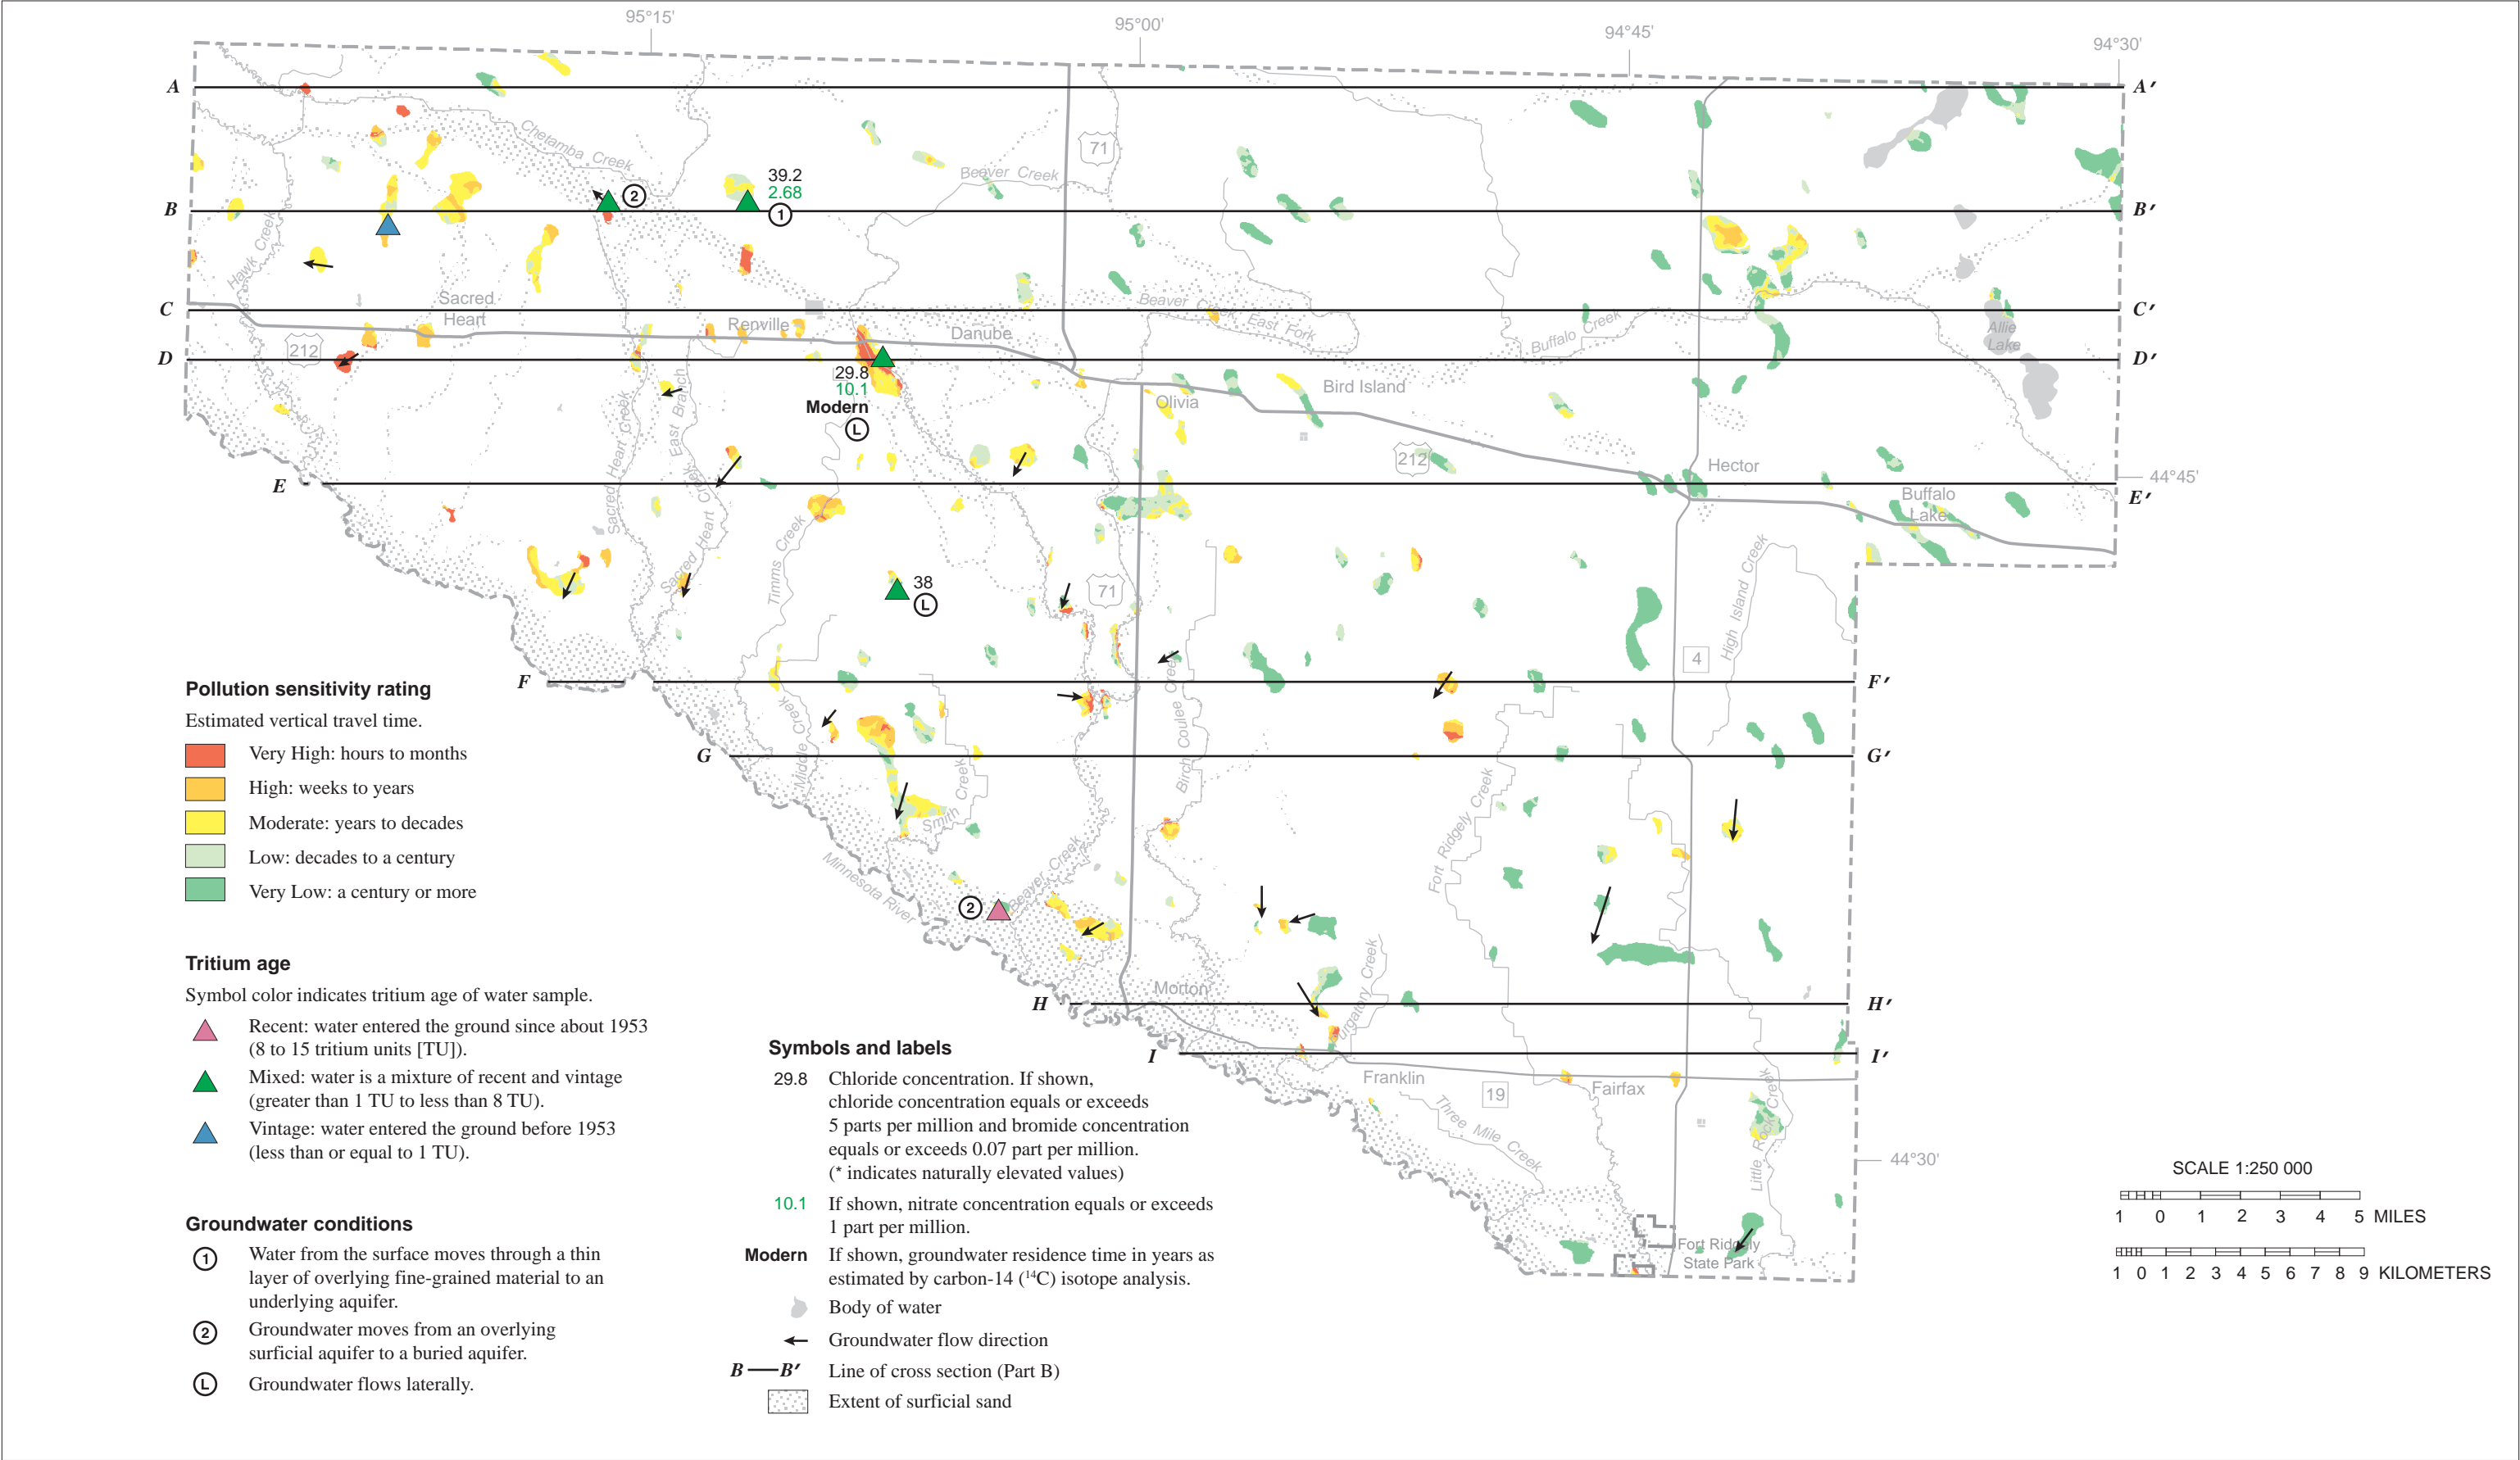 95°15'
95°00'
94°45'
94°30'
A
A′
Chetamba Creek
71
Beaver Creek
39.2
2.68
2
1
B
B′
Hawk Creek
C
C′
Sacred
Heart
Renville
Danube
Beaver Creek East Fork
Buffalo Creek
Allie
Lake
212
D
D′
29.8
10.1
Modern
L
Olivia
Bird Island
East Branch
Sacred Heart Creek
Sacred Heart Creek
212
Hector
44°45'
E
E′
Buffalo
Lake
Timms Creek
38
L
71
High Island Creek
4
F
F′
Middle Creek
Birch Coulee Creek
G
G′
Smith Creek
Fort Ridgely Creek
Minnesota River
Beaver Creek
2
Morton
Purgatory Creek
H
H′
I
I′
Franklin
19
Fairfax
Three Mile Creek
Little Rock Creek
44°30'
Fort Ridgely
State Park
Pollution sensitivity rating
Estimated vertical travel time.
Very High: hours to months
High: weeks to years
Moderate: years to decades
Low: decades to a century
Very Low: a century or more
Tritium age
Symbol color indicates tritium age of water sample.
Recent: water entered the ground since about 1953
(8 to 15 tritium units [TU]).
Mixed: water is a mixture of recent and vintage
(greater than 1 TU to less than 8 TU).
Vintage: water entered the ground before 1953
(less than or equal to 1 TU).
Groundwater conditions
1
Water from the surface moves through a thin
layer of overlying fine-grained material to an
underlying aquifer.
2
Groundwater moves from an overlying
surficial aquifer to a buried aquifer.
L
Groundwater flows laterally.
Symbols and labels
29.8 Chloride concentration. If shown,
chloride concentration equals or exceeds
5 parts per million and bromide concentration
equals or exceeds 0.07 part per million.
(* indicates naturally elevated values)
10.1 If shown, nitrate concentration equals or exceeds
1 part per million.
Modern If shown, groundwater residence time in years as
estimated by carbon-14 (¹⁴C) isotope analysis.
Body of water
Groundwater flow direction
B B′ Line of cross section (Part B)
Extent of surficial sand
SCALE 1:250 000
1 0 1 2 3 4 5 MILES
1 0 1 2 3 4 5 6 7 8 9 KILOMETERS